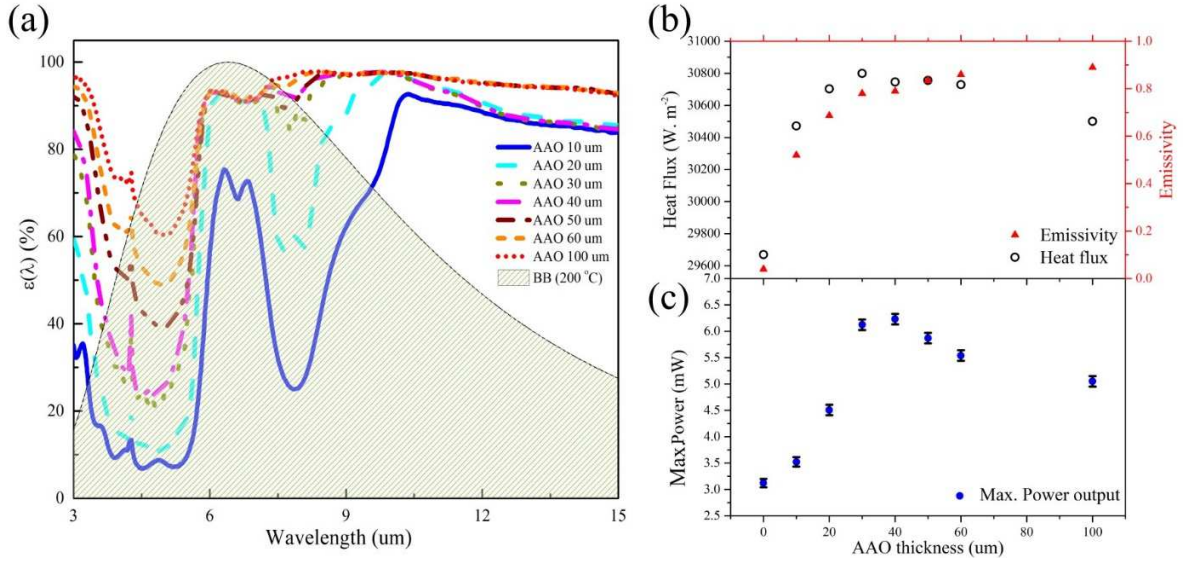 (a)
ε(λ) (%)
100
80
60
40
20
0
AAO 10 um
AAO 20 um
AAO 30 um
AAO 40 um
AAO 50 um
AAO 60 um
AAO 100 um
BB (200 °C)
3
6
9
12
15
Wavelength (um)
(b)
Heat Flux (W. m⁻²)
31000
30800
30600
30400
30200
30000
29800
29600
1.0
0.8
0.6
0.4
0.2
0.0
Emissivity
Emissivity
Heat flux
(c)
Max.Power (mW)
7.0
6.5
6.0
5.5
5.0
4.5
4.0
3.5
3.0
2.5
Max. Power output
0
20
40
60
80
100
AAO thickness (um)